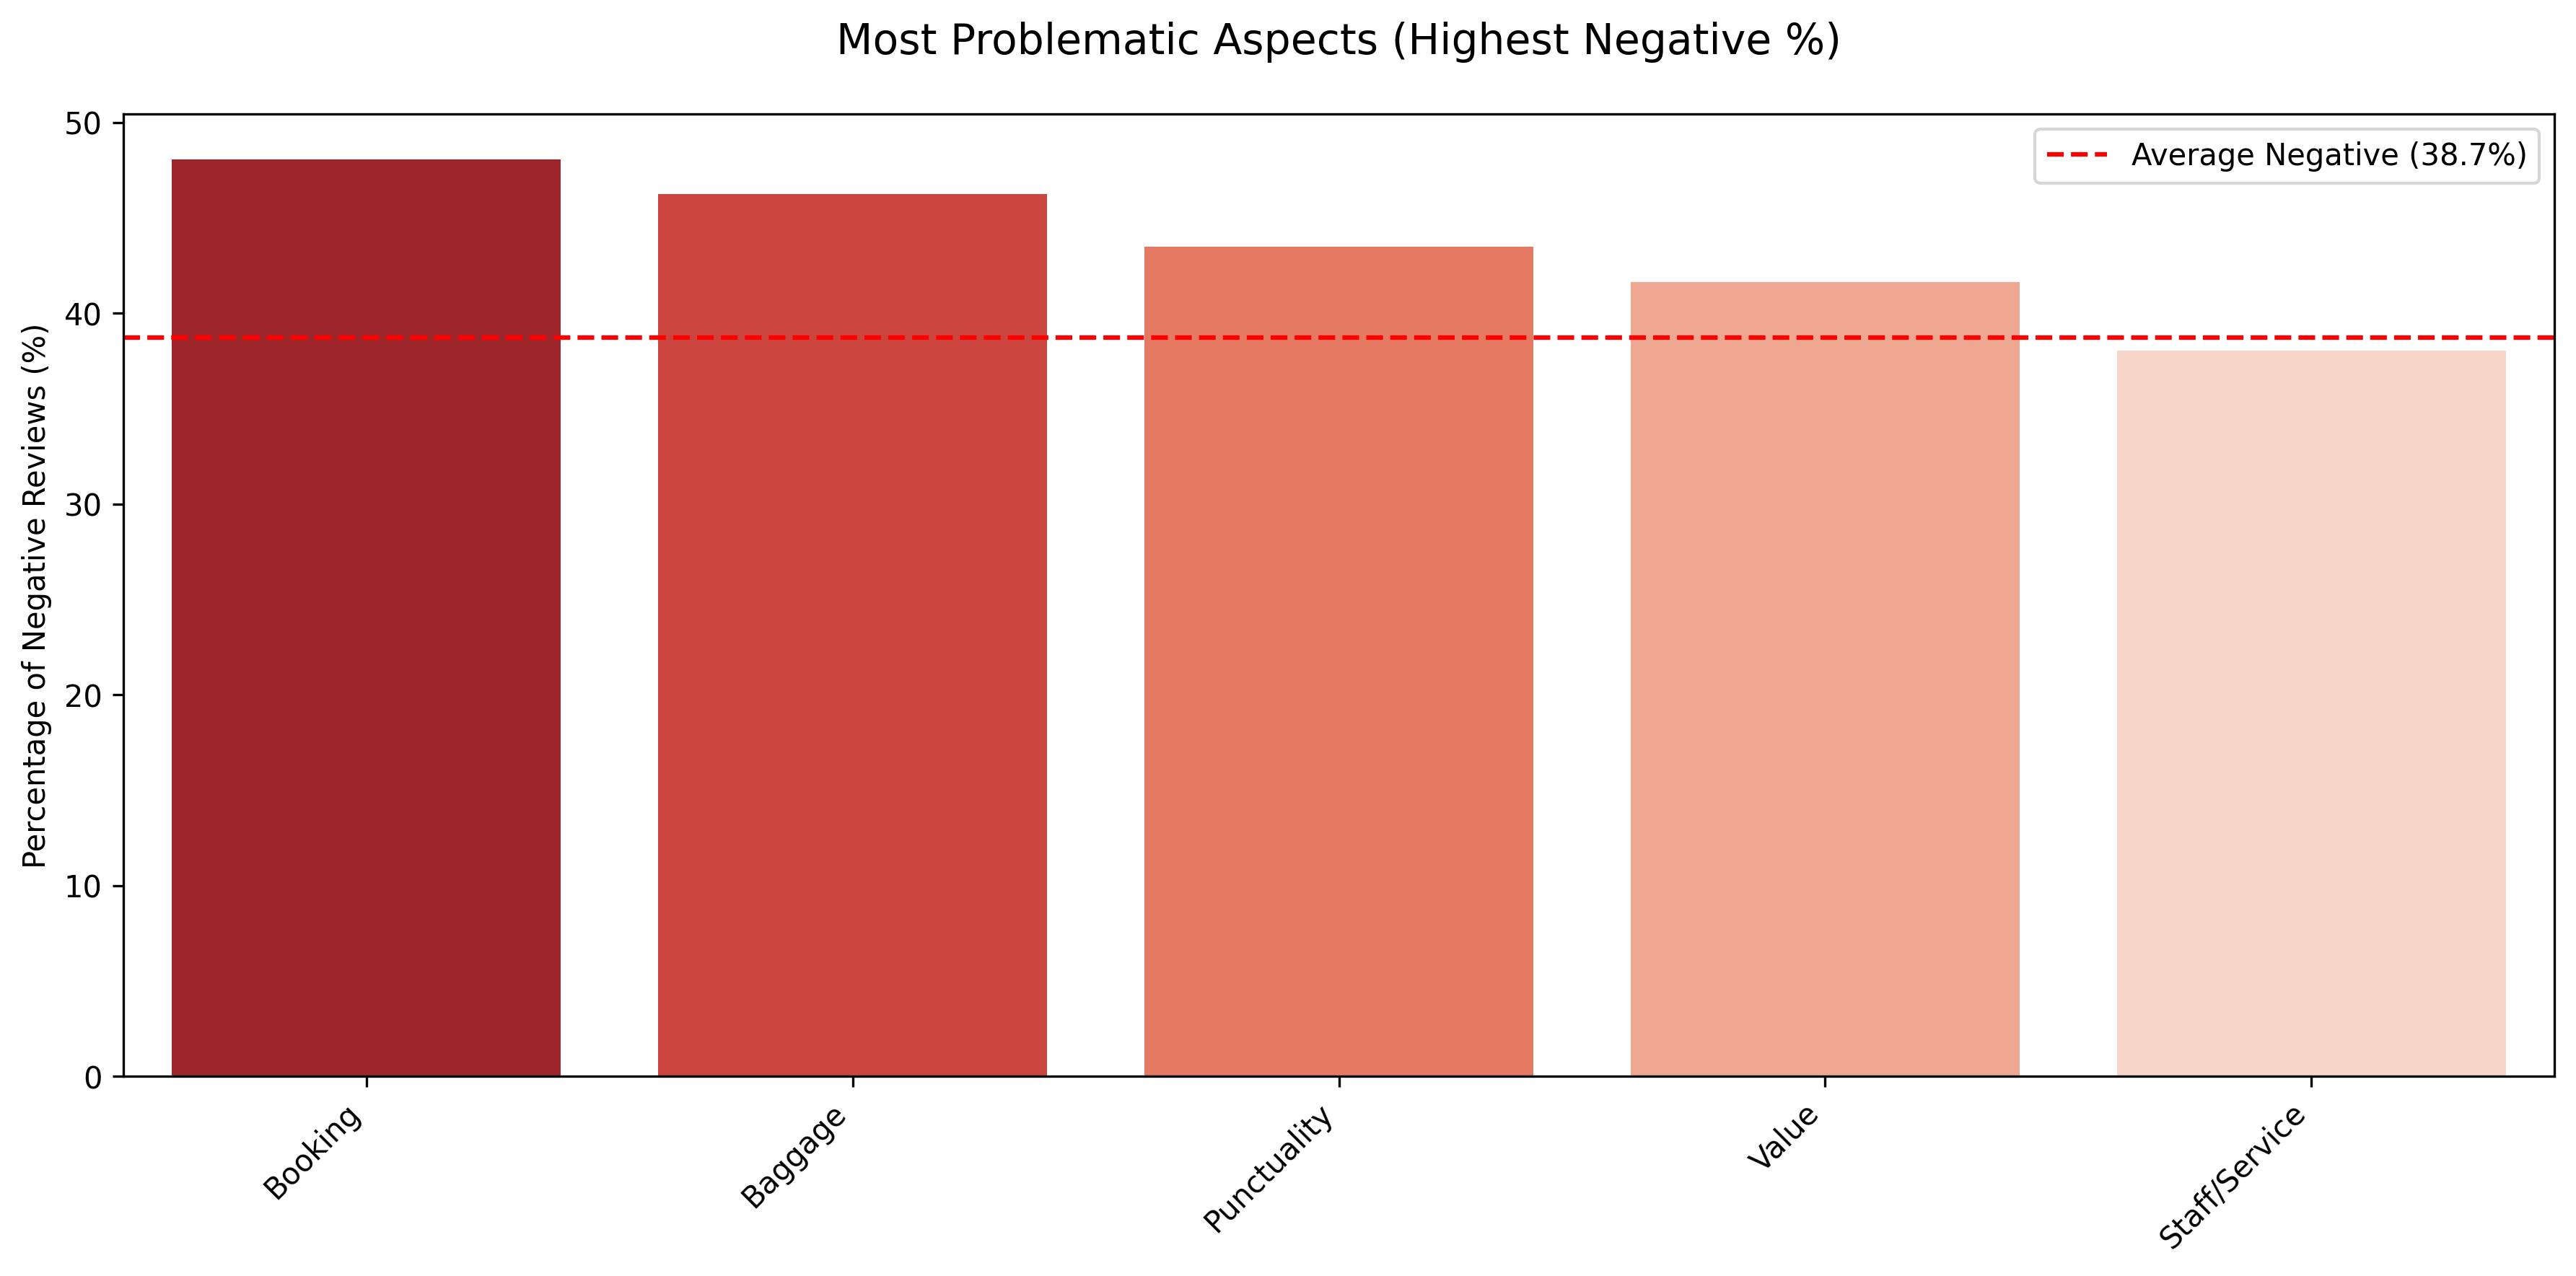 Most Problematic Aspects (Highest Negative %)
Average Negative (38.7%)
Percentage of Negative Reviews (%)
50
40
30
20
10
0
Booking
Baggage
Punctuality
Value
Staff/Service